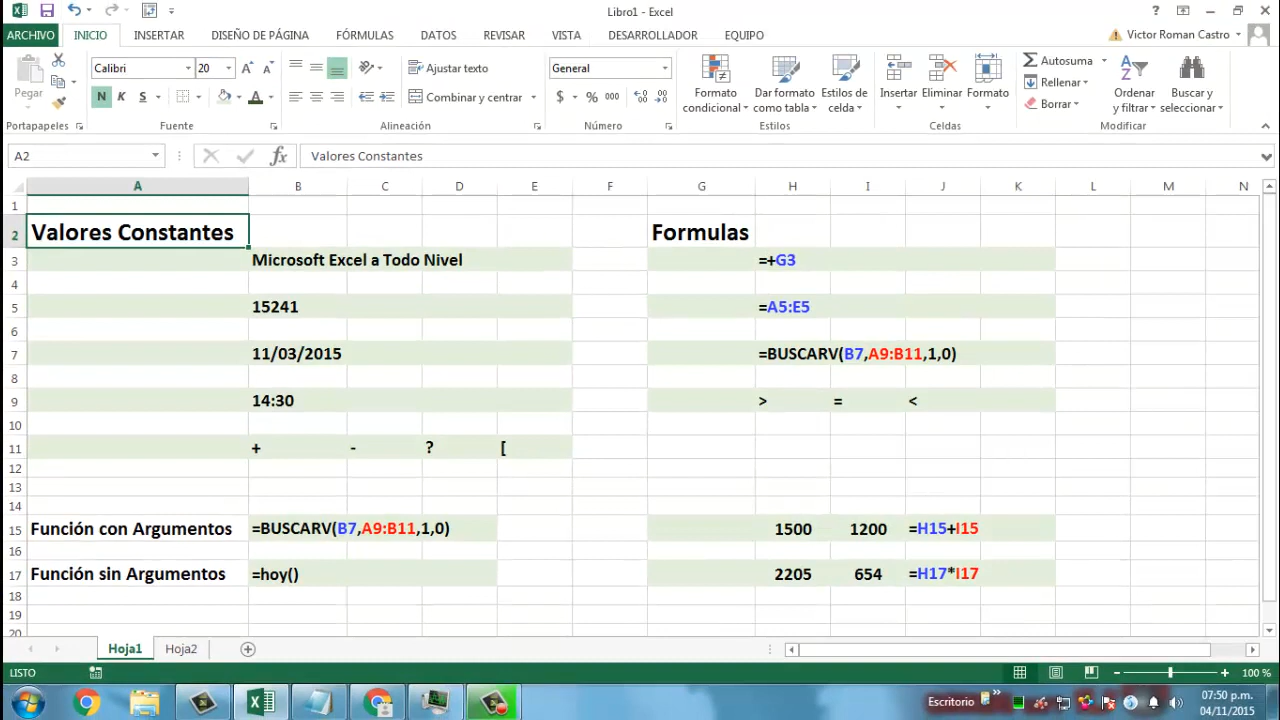 Libro1 - Excel
ARCHIVO INICIO INSERTAR DISEÑO DE PÁGINA FÓRMULAS DATOS REVISAR VISTA DESARROLLADOR EQUIPO Victor Roman Castro
Pegar
Calibri 20
N K S
Ajustar texto
Combinar y centrar
General
$ % 000
Formato condicional
Dar formato como tabla
Estilos de celda
Insertar
Eliminar
Formato
Autosuma
Rellenar
Borrar
Ordenar y filtrar
Buscar y seleccionar
Portapapeles Fuente Alineación Número Estilos Celdas Modificar
A2 fx Valores Constantes
A B C D E F G H I J K L M N
1
2 Valores Constantes Formulas
3 Microsoft Excel a Todo Nivel =+G3
4
5 15241 =A5:E5
6
7 11/03/2015 =BUSCARV(B7,A9:B11,1,0)
8
9 14:30 > = <
10
11 + - ? [
12
13
14
15 Función con Argumentos =BUSCARV(B7,A9:B11,1,0) 1500 1200 =H15+I15
16
17 Función sin Argumentos =hoy() 2205 654 =H17*I17
18
19
20
Hoja1 Hoja2
LISTO 100 %
Escritorio 07:50 p.m.
04/11/2015